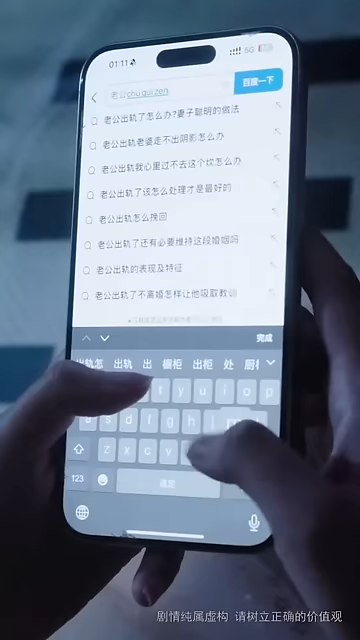 01:11
5G
老公chu gui zen
百度一下
老公出轨了怎么办?妻子聪明的做法
老公出轨老婆走不出阴影怎么办
老公出轨我心里过不去这个坎怎么办
老公出轨了该怎么处理才是最好的
老公出轨怎么挽回
老公出轨了还有必要维持这段婚姻吗
老公出轨的表现及特征
老公出轨了不离婚怎样让他吸取教训
完成
出轨怎 出轨 出 橱柜 出柜 处 厨柜
t y u i o p
s d f g h j
z x c v
123
剧情纯属虚构 请树立正确的价值观